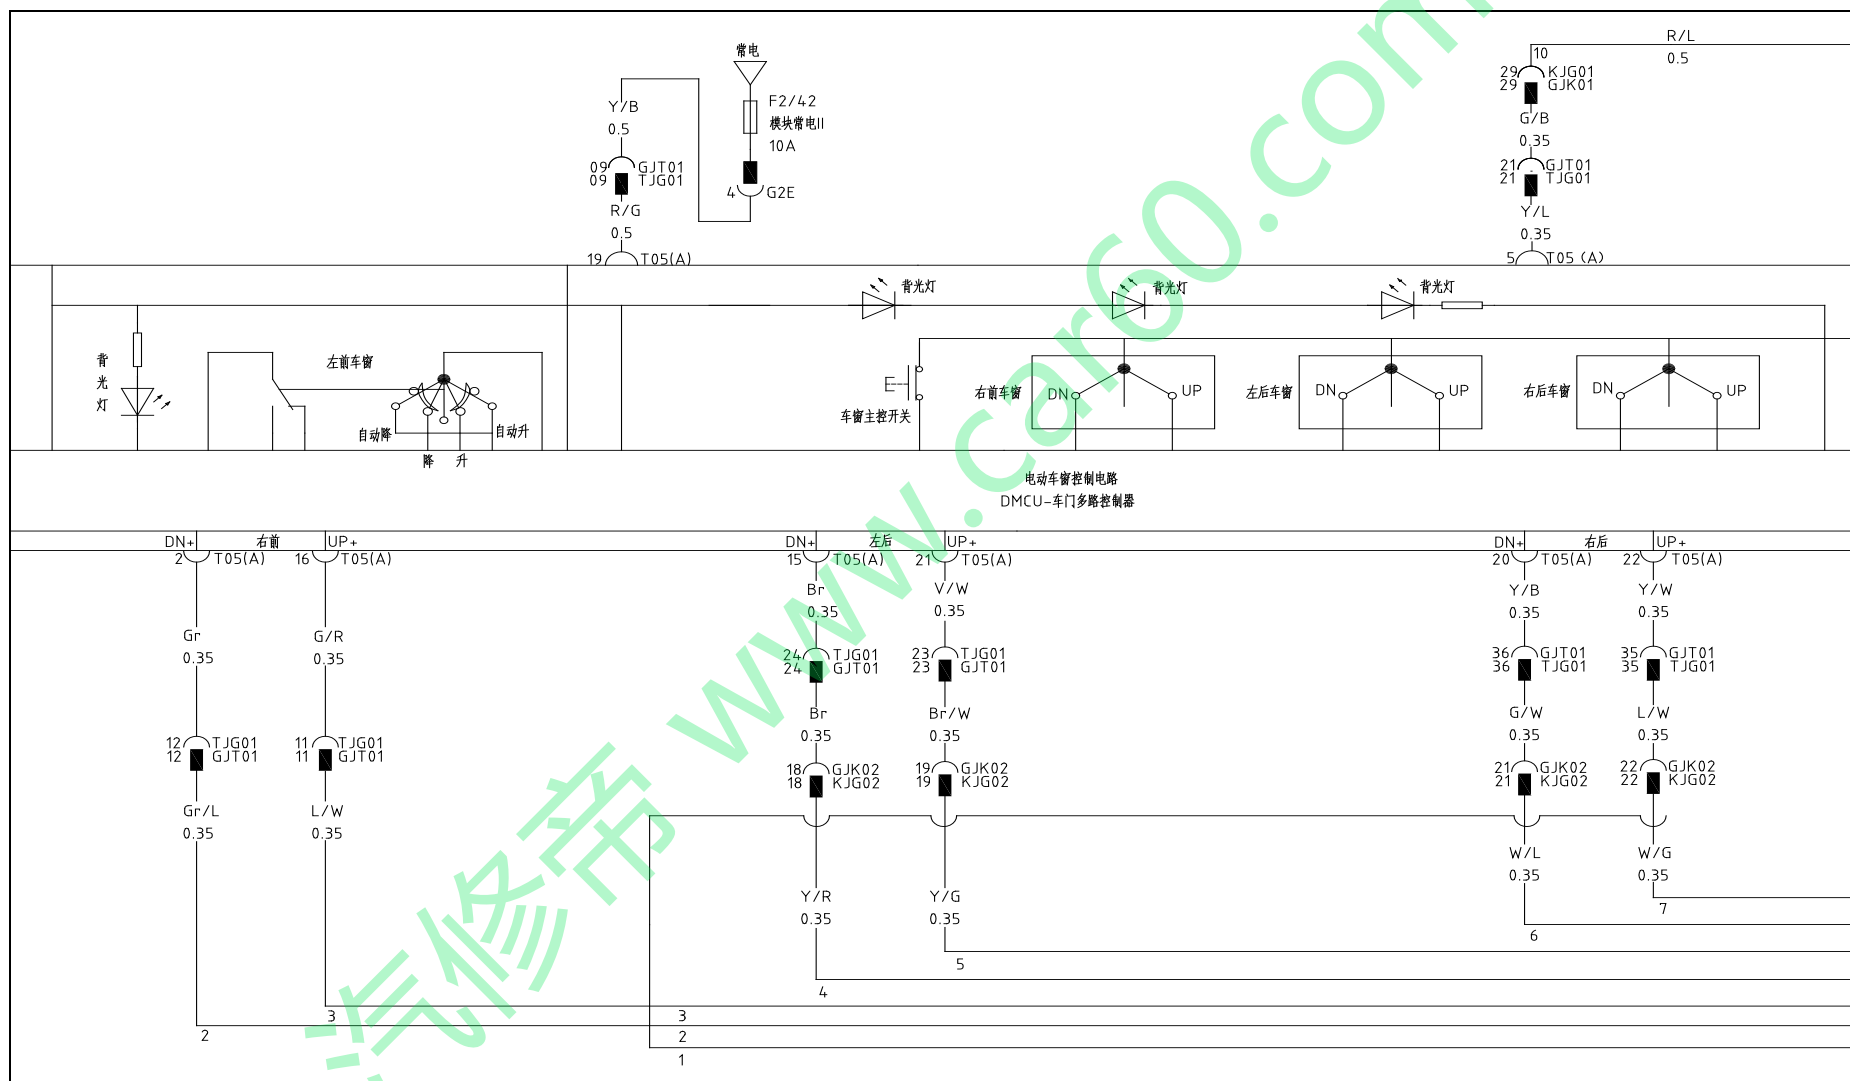 常电
R/L
0.5
10
29 KJG01
29 GJK01
F2/42
模块常电II
10A
Y/B
0.5
G/B
0.35
09 GJT01
09 TJG01
21 GJT01
21 TJG01
4 G2E
R/G
0.5
Y/L
0.35
19 T05(A)
5 T05 (A)
背光灯
背光灯
背光灯
背
光
灯
左前车窗
自动降
自动升
降 升
车窗主控开关
右前车窗
DN UP
左后车窗
DN UP
右后车窗
DN UP
电动车窗控制电路
DMCU-车门多路控制器
DN+ 右前 UP+
2 T05(A) 16 T05(A)
DN+ 左后 UP+
15 T05(A) 21 T05(A)
DN+ 右后 UP+
20 T05(A) 22 T05(A)
Br
0.35
V/W
0.35
Y/B
0.35
Y/W
0.35
Gr
0.35
G/R
0.35
24 TJG01
24 GJT01
23 TJG01
23 GJT01
36 GJT01
36 TJG01
35 GJT01
35 TJG01
Br
0.35
Br/W
0.35
G/W
0.35
L/W
0.35
12 TJG01
12 GJT01
11 TJG01
11 GJT01
18 GJK02
18 KJG02
19 GJK02
19 KJG02
21 GJK02
21 KJG02
22 GJK02
22 KJG02
Gr/L
0.35
L/W
0.35
W/L
0.35
W/G
0.35
Y/R
0.35
Y/G
0.35
7
6
5
4
3 3
2 2
1
汽修帝 www.car60.com